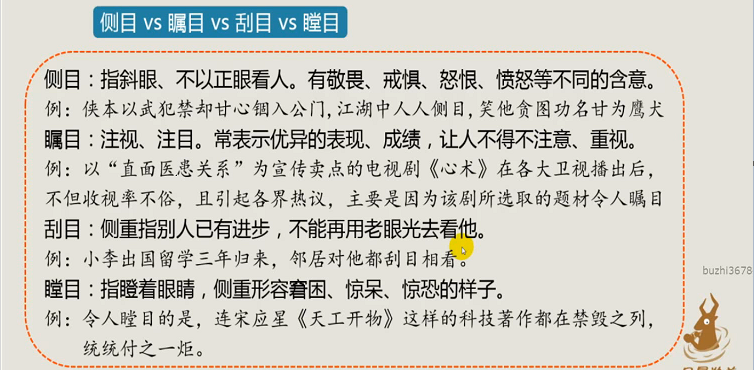 侧目 vs 瞩目 vs 刮目 vs 瞠目
侧目：指斜眼、不以正眼看人。有敬畏、戒惧、怒恨、愤怒等不同的含意。
例：侠本以武犯禁却甘心锢入公门,江湖中人人侧目,笑他贪图功名甘为鹰犬
瞩目：注视、注目。常表示优异的表现、成绩，让人不得不注意、重视。
例：以“直面医患关系”为宣传卖点的电视剧《心术》在各大卫视播出后，
不但收视率不俗，且引起各界热议，主要是因为该剧所选取的题材令人瞩目
刮目：侧重指别人已有进步，不能再用老眼光去看他。
例：小李出国留学三年归来，邻居对他都刮目相看。
瞠目：指瞪着眼睛，侧重形容窘困、惊呆、惊恐的样子。
例：令人瞠目的是，连宋应星《天工开物》这样的科技著作都在禁毁之列，
统统付之一炬。
buzhi3678